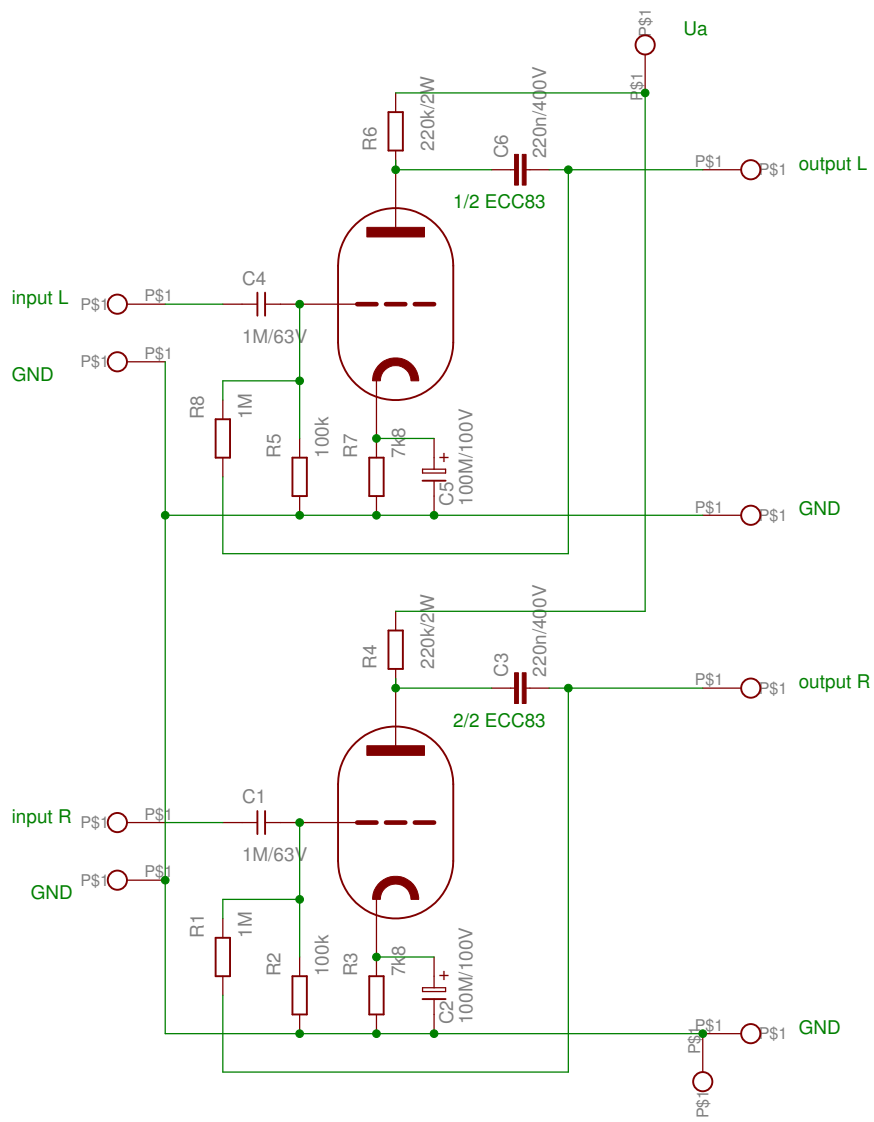 P$1
Ua
P$1
220k/2W
R6
220n/400V
C6
P$1
P$1
output L
1/2 ECC83
C4
input L
P$1
P$1
1M/63V
P$1
P$1
GND
R8
1M
R5
100k
R7
7k8
+
C5
100M/100V
P$1
P$1
GND
220k/2W
R4
220n/400V
C3
P$1
P$1
output R
2/2 ECC83
C1
input R
P$1
P$1
1M/63V
P$1
P$1
GND
R1
1M
R2
100k
R3
7k8
+
C2
100M/100V
P$1
P$1
P$1
GND
P$1